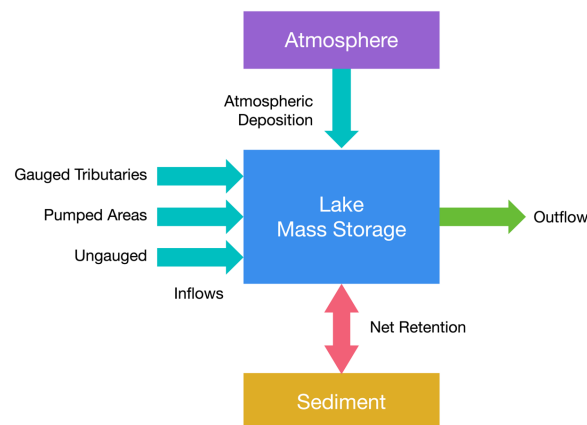 Atmosphere
Atmospheric
Deposition
Gauged Tributaries
Pumped Areas
Ungauged
Inflows
Lake
Mass Storage
Outflow
Net Retention
Sediment